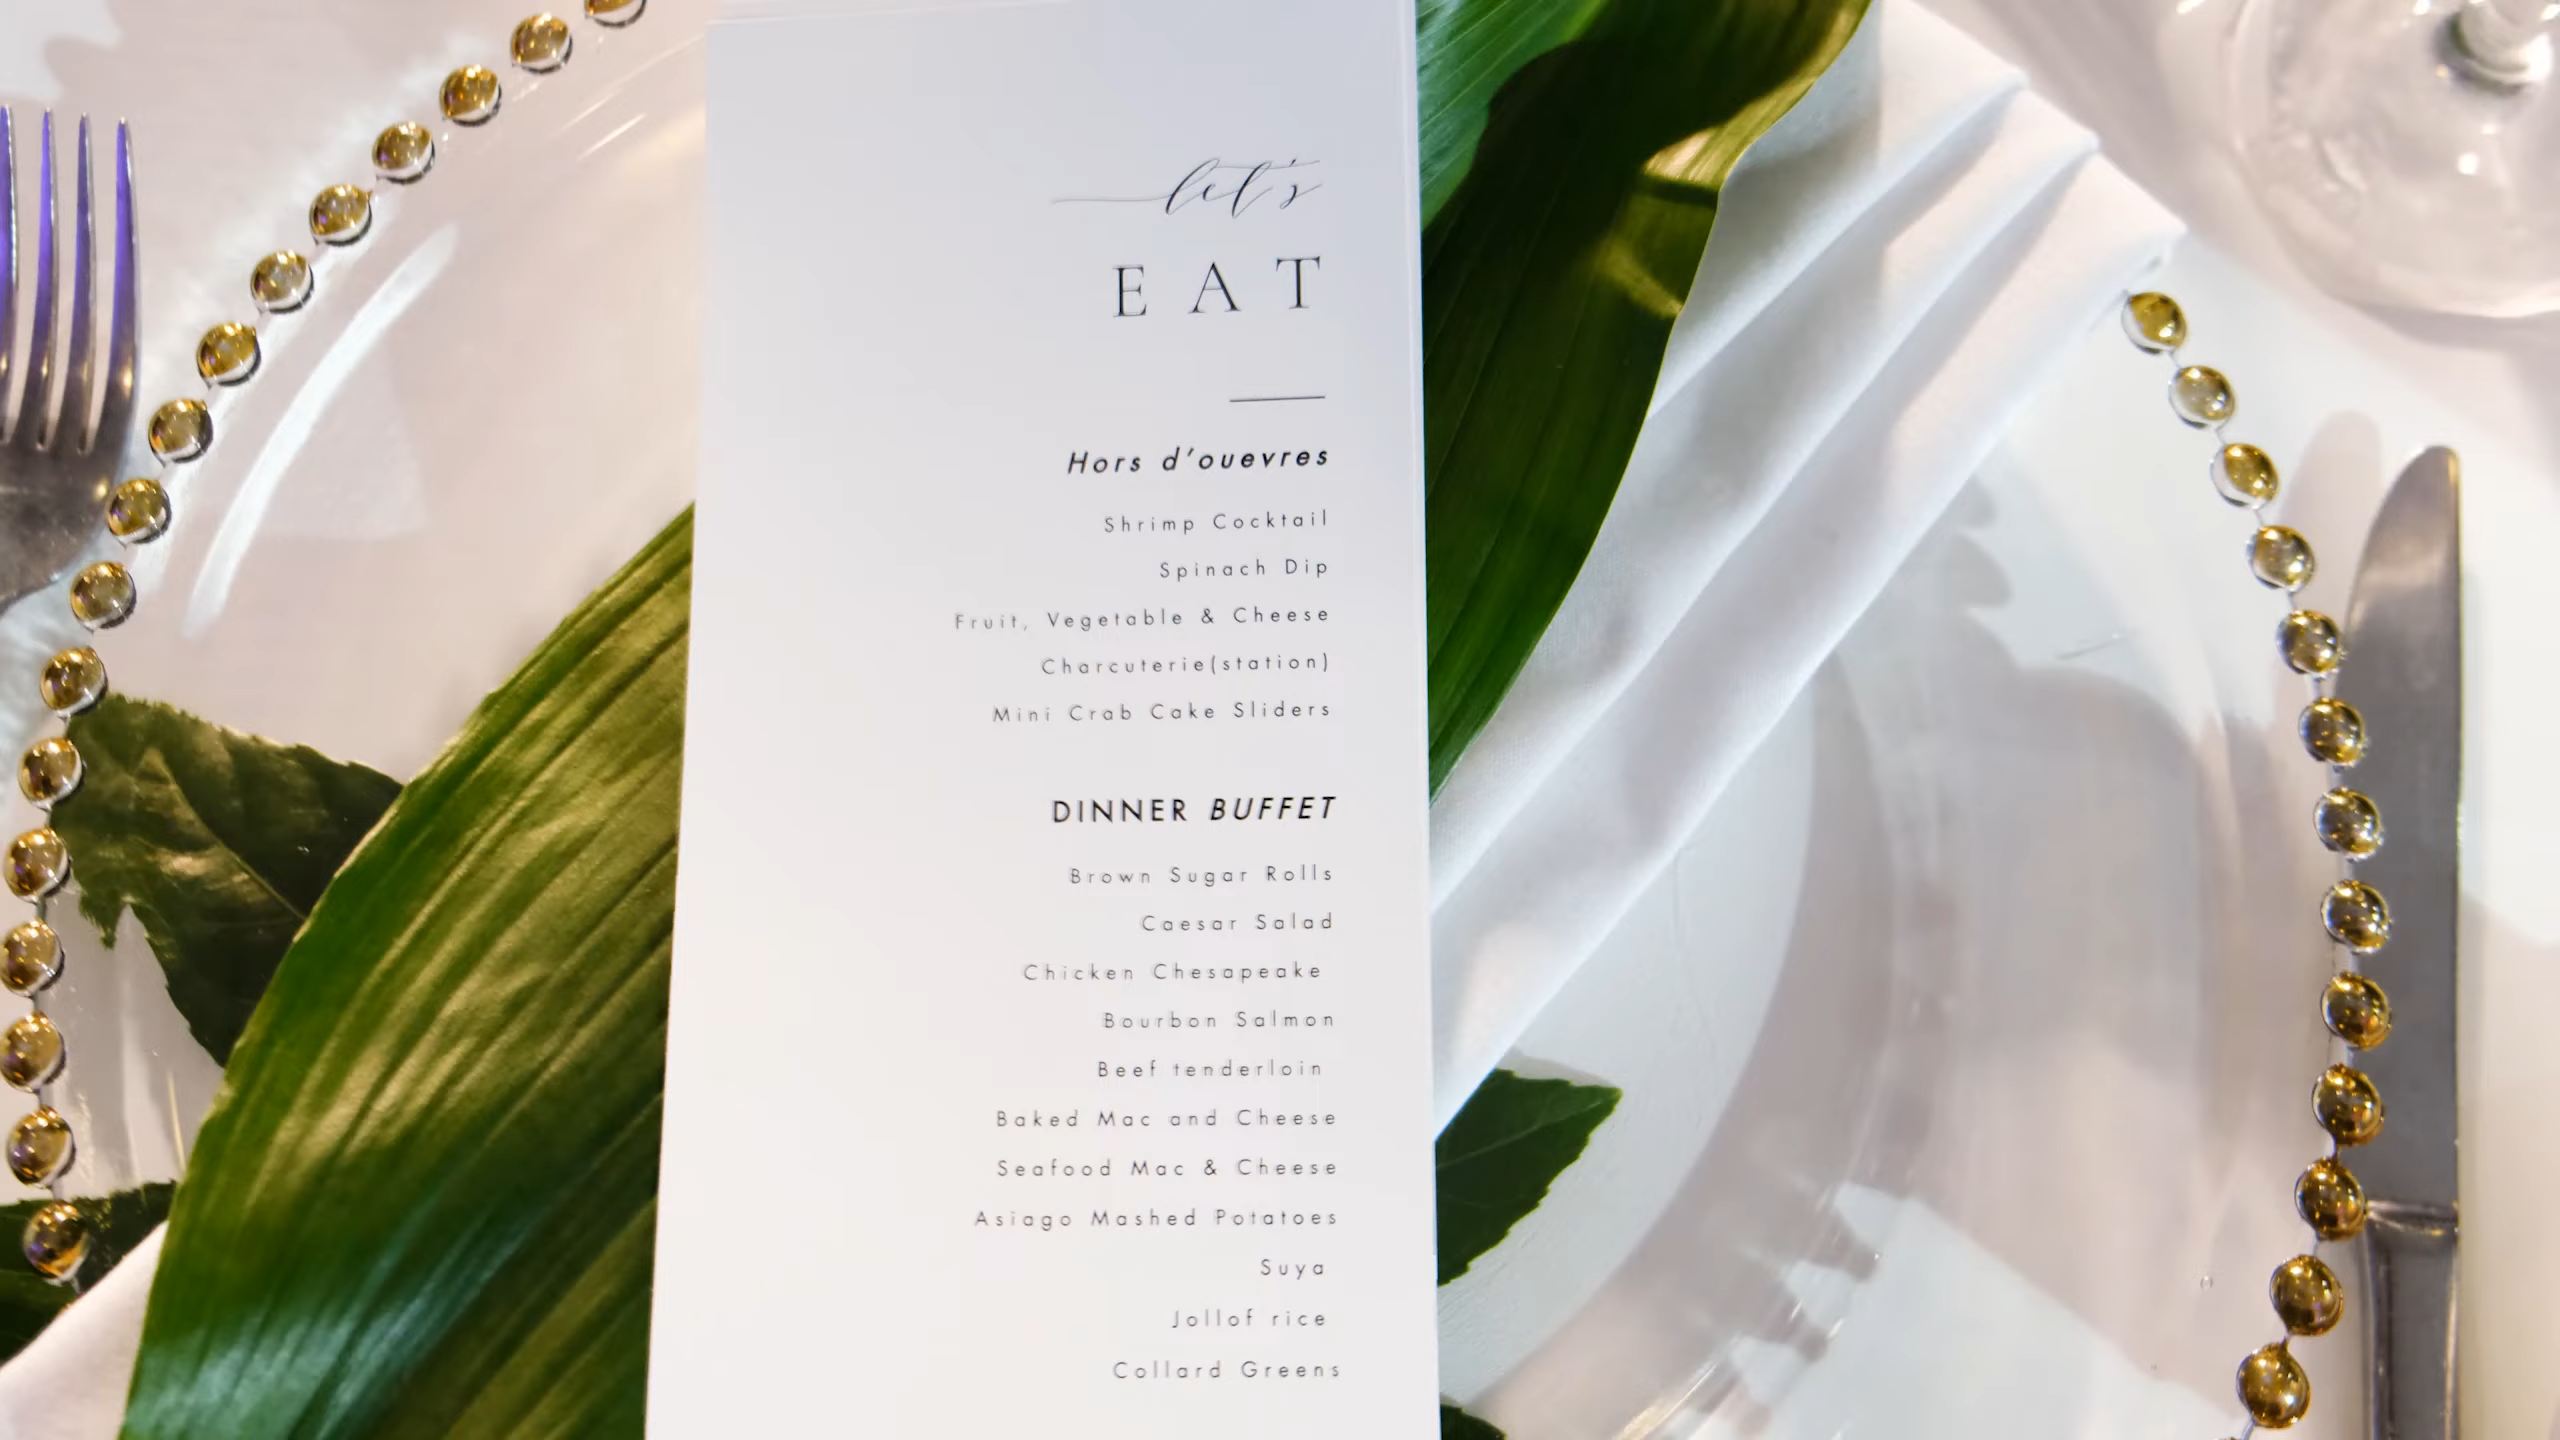 let's
EAT
Hors d'ouevres
Shrimp Cocktail
Spinach Dip
Fruit, Vegetable & Cheese
Charcuterie(station)
Mini Crab Cake Sliders
DINNER BUFFET
Brown Sugar Rolls
Caesar Salad
Chicken Chesapeake
Bourbon Salmon
Beef tenderloin
Baked Mac and Cheese
Seafood Mac & Cheese
Asiago Mashed Potatoes
Suya
Jollof rice
Collard Greens